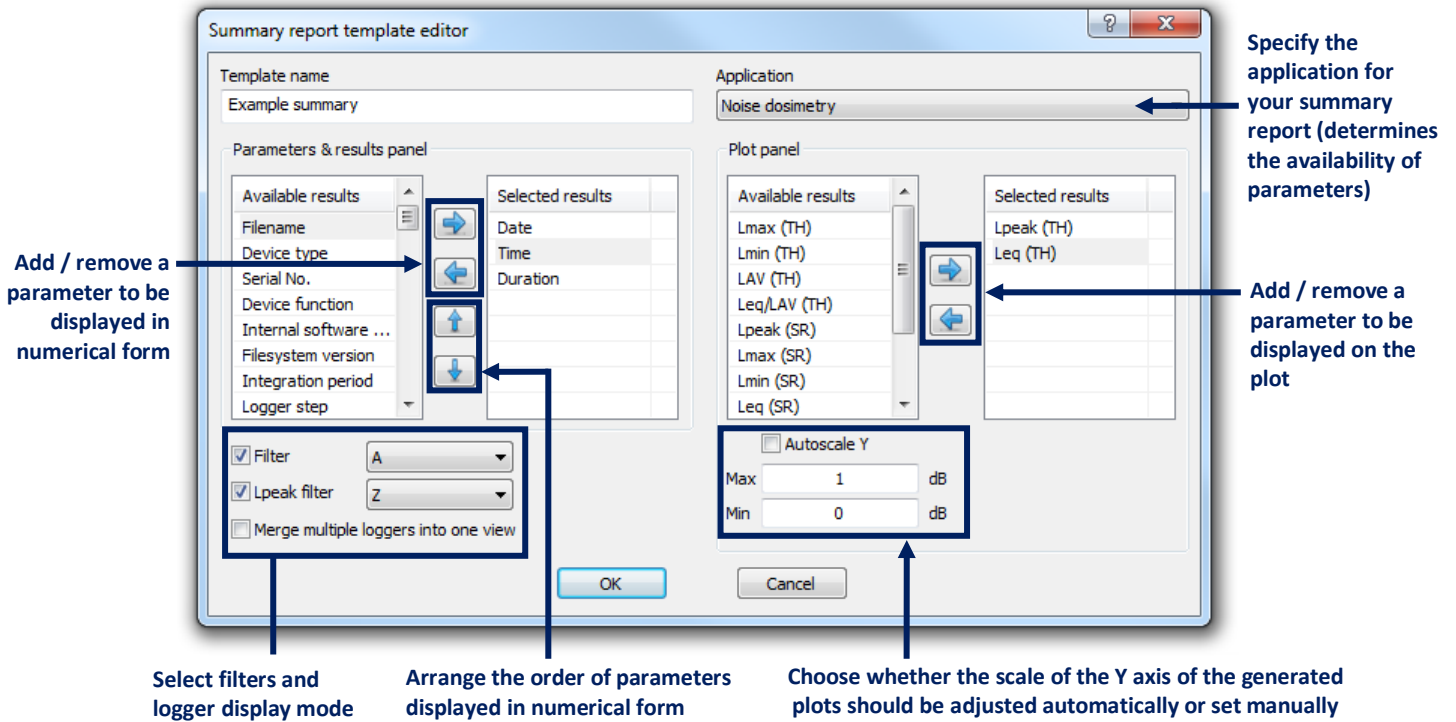 Summary report template editor
?
X
Template name
Example summary
Application
Noise dosimetry
Parameters & results panel
Available results
Filename
Device type
Serial No.
Device function
Internal software ...
Filesystem version
Integration period
Logger step
Selected results
Date
Time
Duration
Filter
A
Lpeak filter
Z
Merge multiple loggers into one view
Plot panel
Available results
Lmax (TH)
Lmin (TH)
LAV (TH)
Leq/LAV (TH)
Lpeak (SR)
Lmax (SR)
Lmin (SR)
Leq (SR)
Selected results
Lpeak (TH)
Leq (TH)
Autoscale Y
Max 1 dB
Min 0 dB
OK
Cancel
Specify the
application for
your summary
report (determines
the availability of
parameters)
Add / remove a
parameter to be
displayed in
numerical form
Add / remove a
parameter to be
displayed on the
plot
Select filters and
logger display mode
Arrange the order of parameters
displayed in numerical form
Choose whether the scale of the Y axis of the generated
plots should be adjusted automatically or set manually